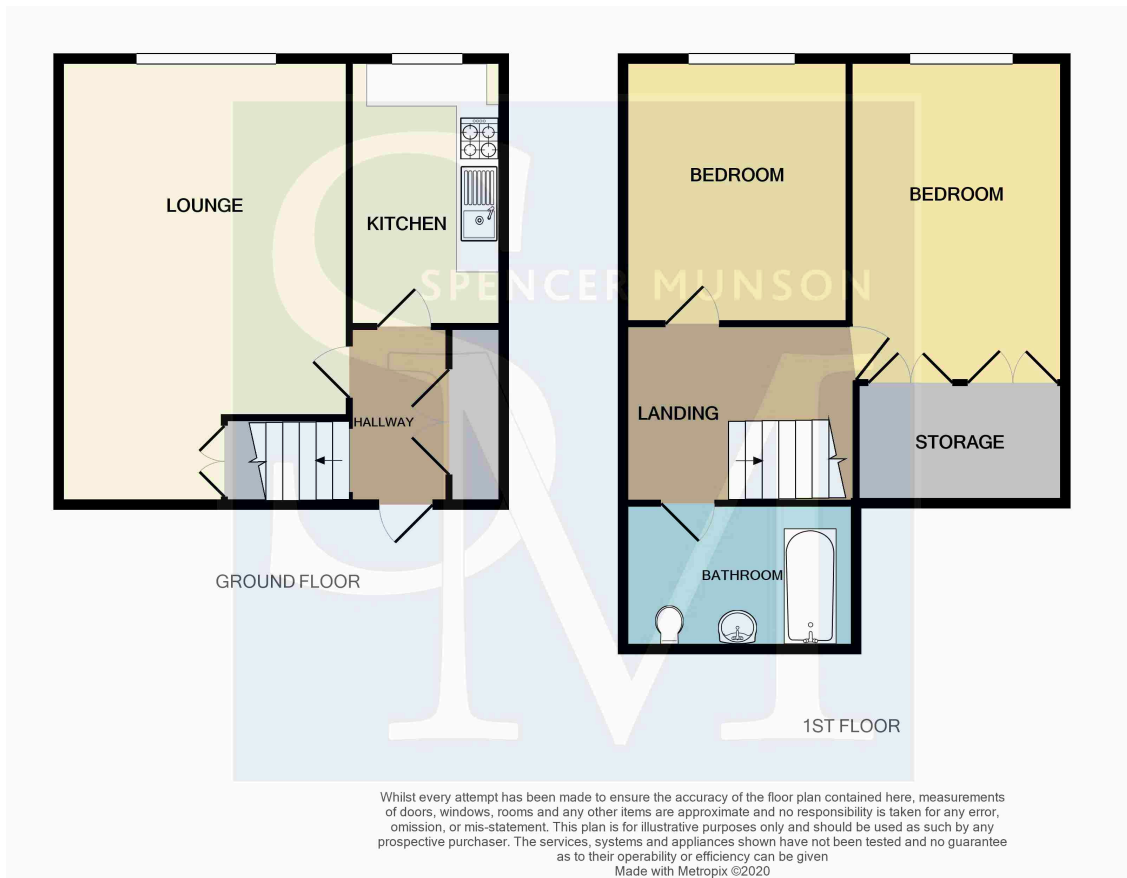 LOUNGE
KITCHEN
HALLWAY
GROUND FLOOR
BEDROOM
BEDROOM
LANDING
STORAGE
BATHROOM
1ST FLOOR
SPENCER MUNSON
SM
Whilst every attempt has been made to ensure the accuracy of the floor plan contained here, measurements
of doors, windows, rooms and any other items are approximate and no responsibility is taken for any error,
omission, or mis-statement. This plan is for illustrative purposes only and should be used as such by any
prospective purchaser. The services, systems and appliances shown have not been tested and no guarantee
as to their operability or efficiency can be given
Made with Metropix ©2020